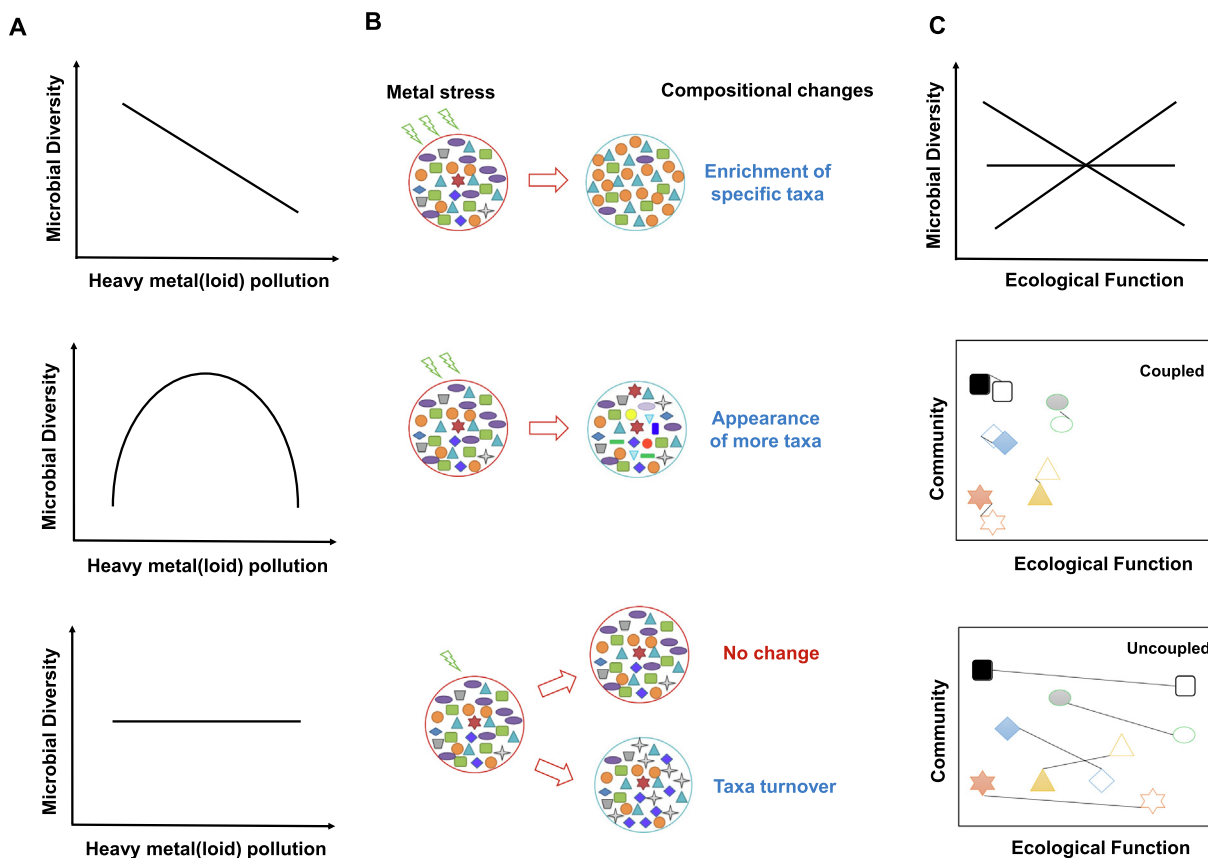 A
B
C
Microbial Diversity
Heavy metal(loid) pollution
Metal stress
Compositional changes
Enrichment of
specific taxa
Microbial Diversity
Ecological Function
Microbial Diversity
Heavy metal(loid) pollution
Appearance
of more taxa
Coupled
Community
Ecological Function
Microbial Diversity
Heavy metal(loid) pollution
No change
Taxa turnover
Uncoupled
Community
Ecological Function